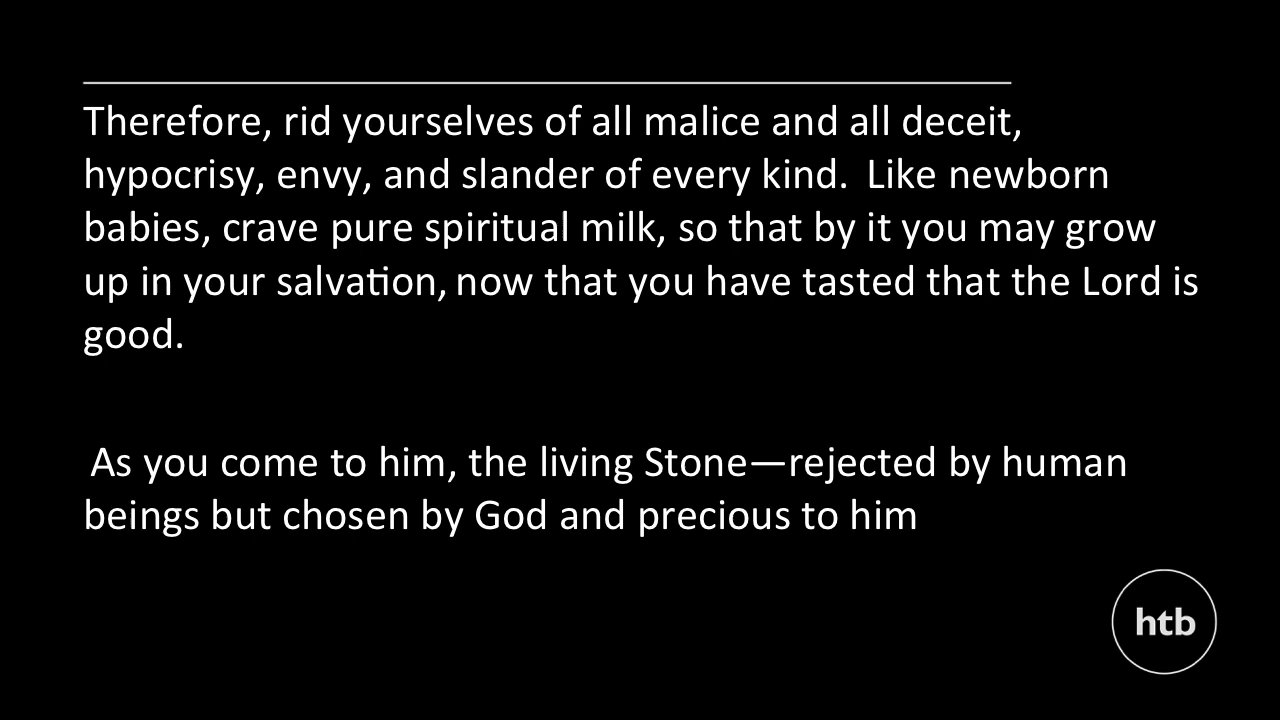 Therefore, rid yourselves of all malice and all deceit,
hypocrisy, envy, and slander of every kind.  Like newborn
babies, crave pure spiritual milk, so that by it you may grow
up in your salvation, now that you have tasted that the Lord is
good.
As you come to him, the living Stone—rejected by human
beings but chosen by God and precious to him
htb